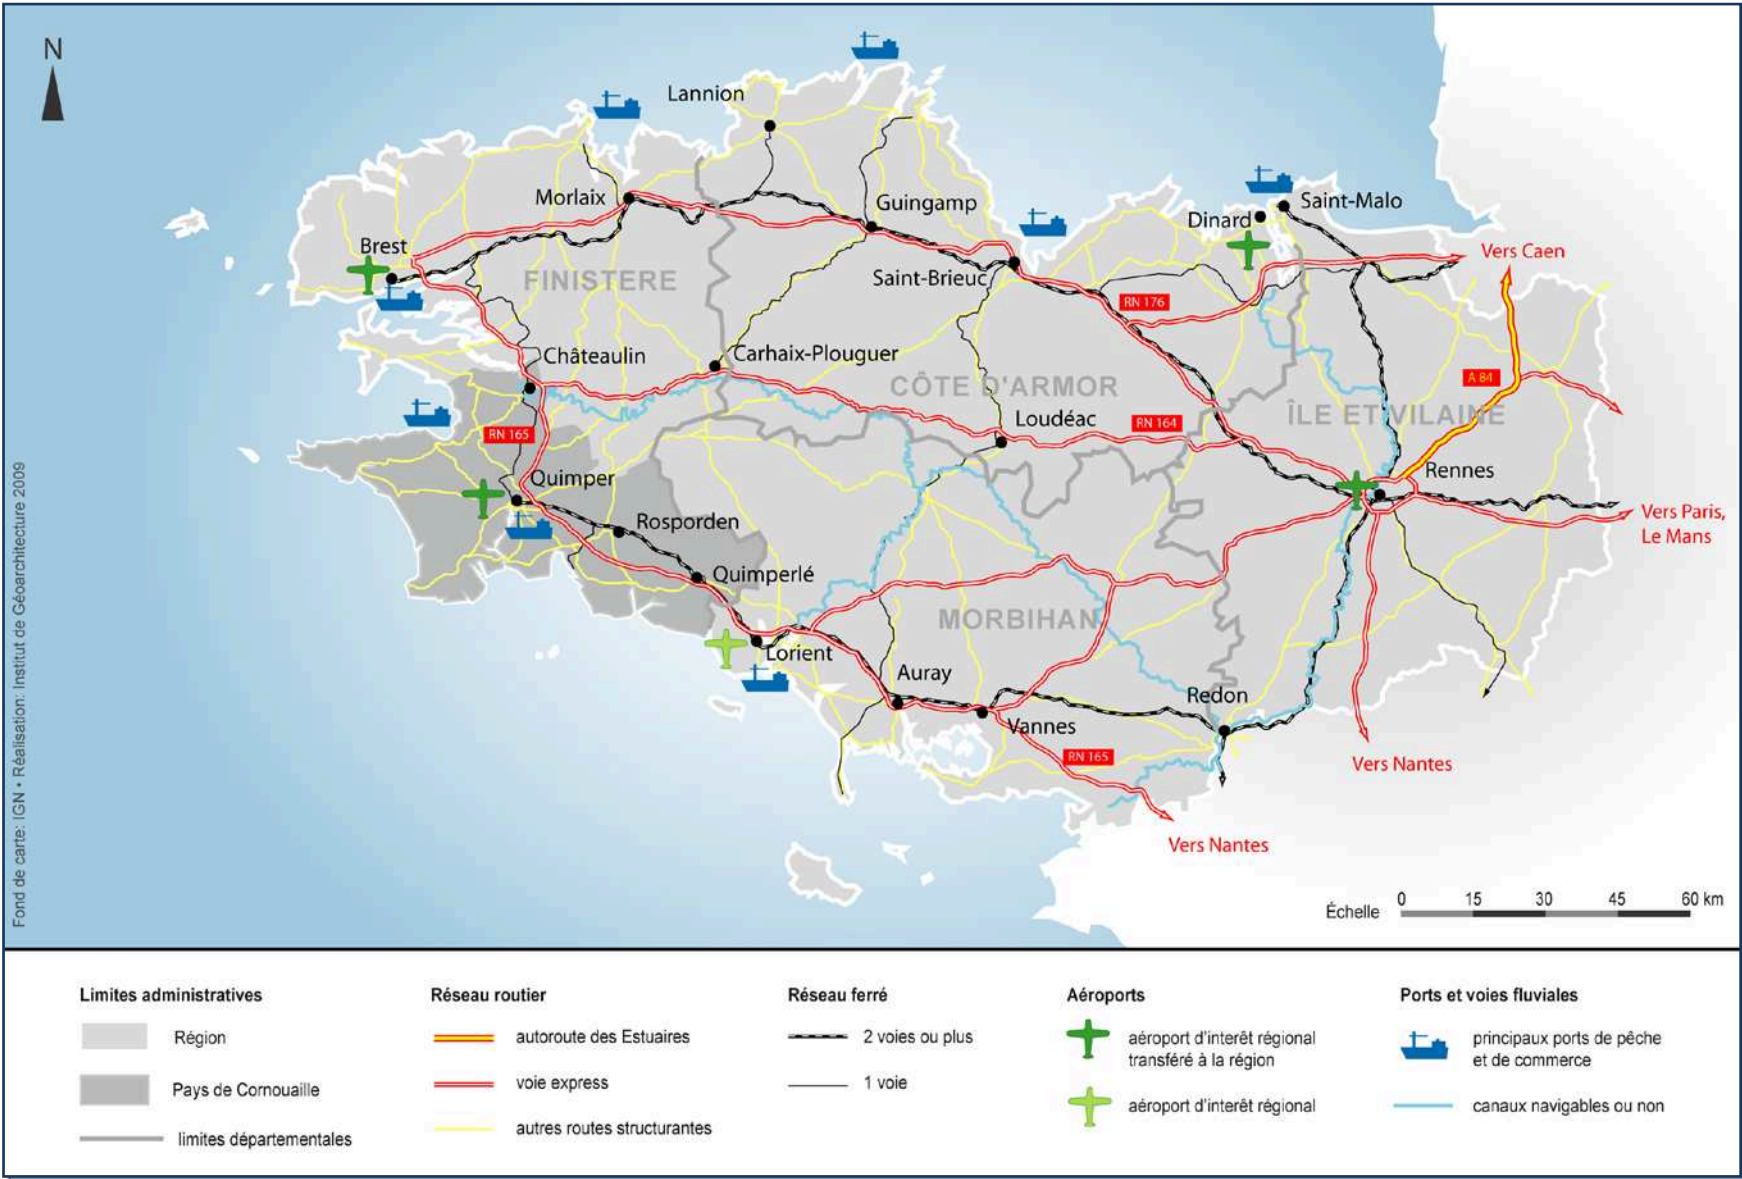 N
Lannion
Morlaix
Guingamp
Saint-Malo
Dinard
Brest
Vers Caen
FINISTERE
Saint-Brieuc
RN 176
Châteaulin
Carhaix-Plouguer
CÔTE D'ARMOR
A 84
ÎLE ET VILAINE
Loudéac
RN 164
RN 165
Quimper
Rennes
Rosporden
Vers Paris,
Le Mans
Quimperlé
MORBIHAN
Lorient
Auray
Redon
Vannes
RN 165
Vers Nantes
Vers Nantes
Échelle
0 15 30 45 60 km
Fond de carte: IGN • Réalisation: Institut de Géoarchitecture 2009
Limites administratives
Région
Pays de Cornouaille
limites départementales
Réseau routier
autoroute des Estuaires
voie express
autres routes structurantes
Réseau ferré
2 voies ou plus
1 voie
Aéroports
aéroport d'interêt régional
transféré à la région
aéroport d'interêt régional
Ports et voies fluviales
principaux ports de pêche
et de commerce
canaux navigables ou non